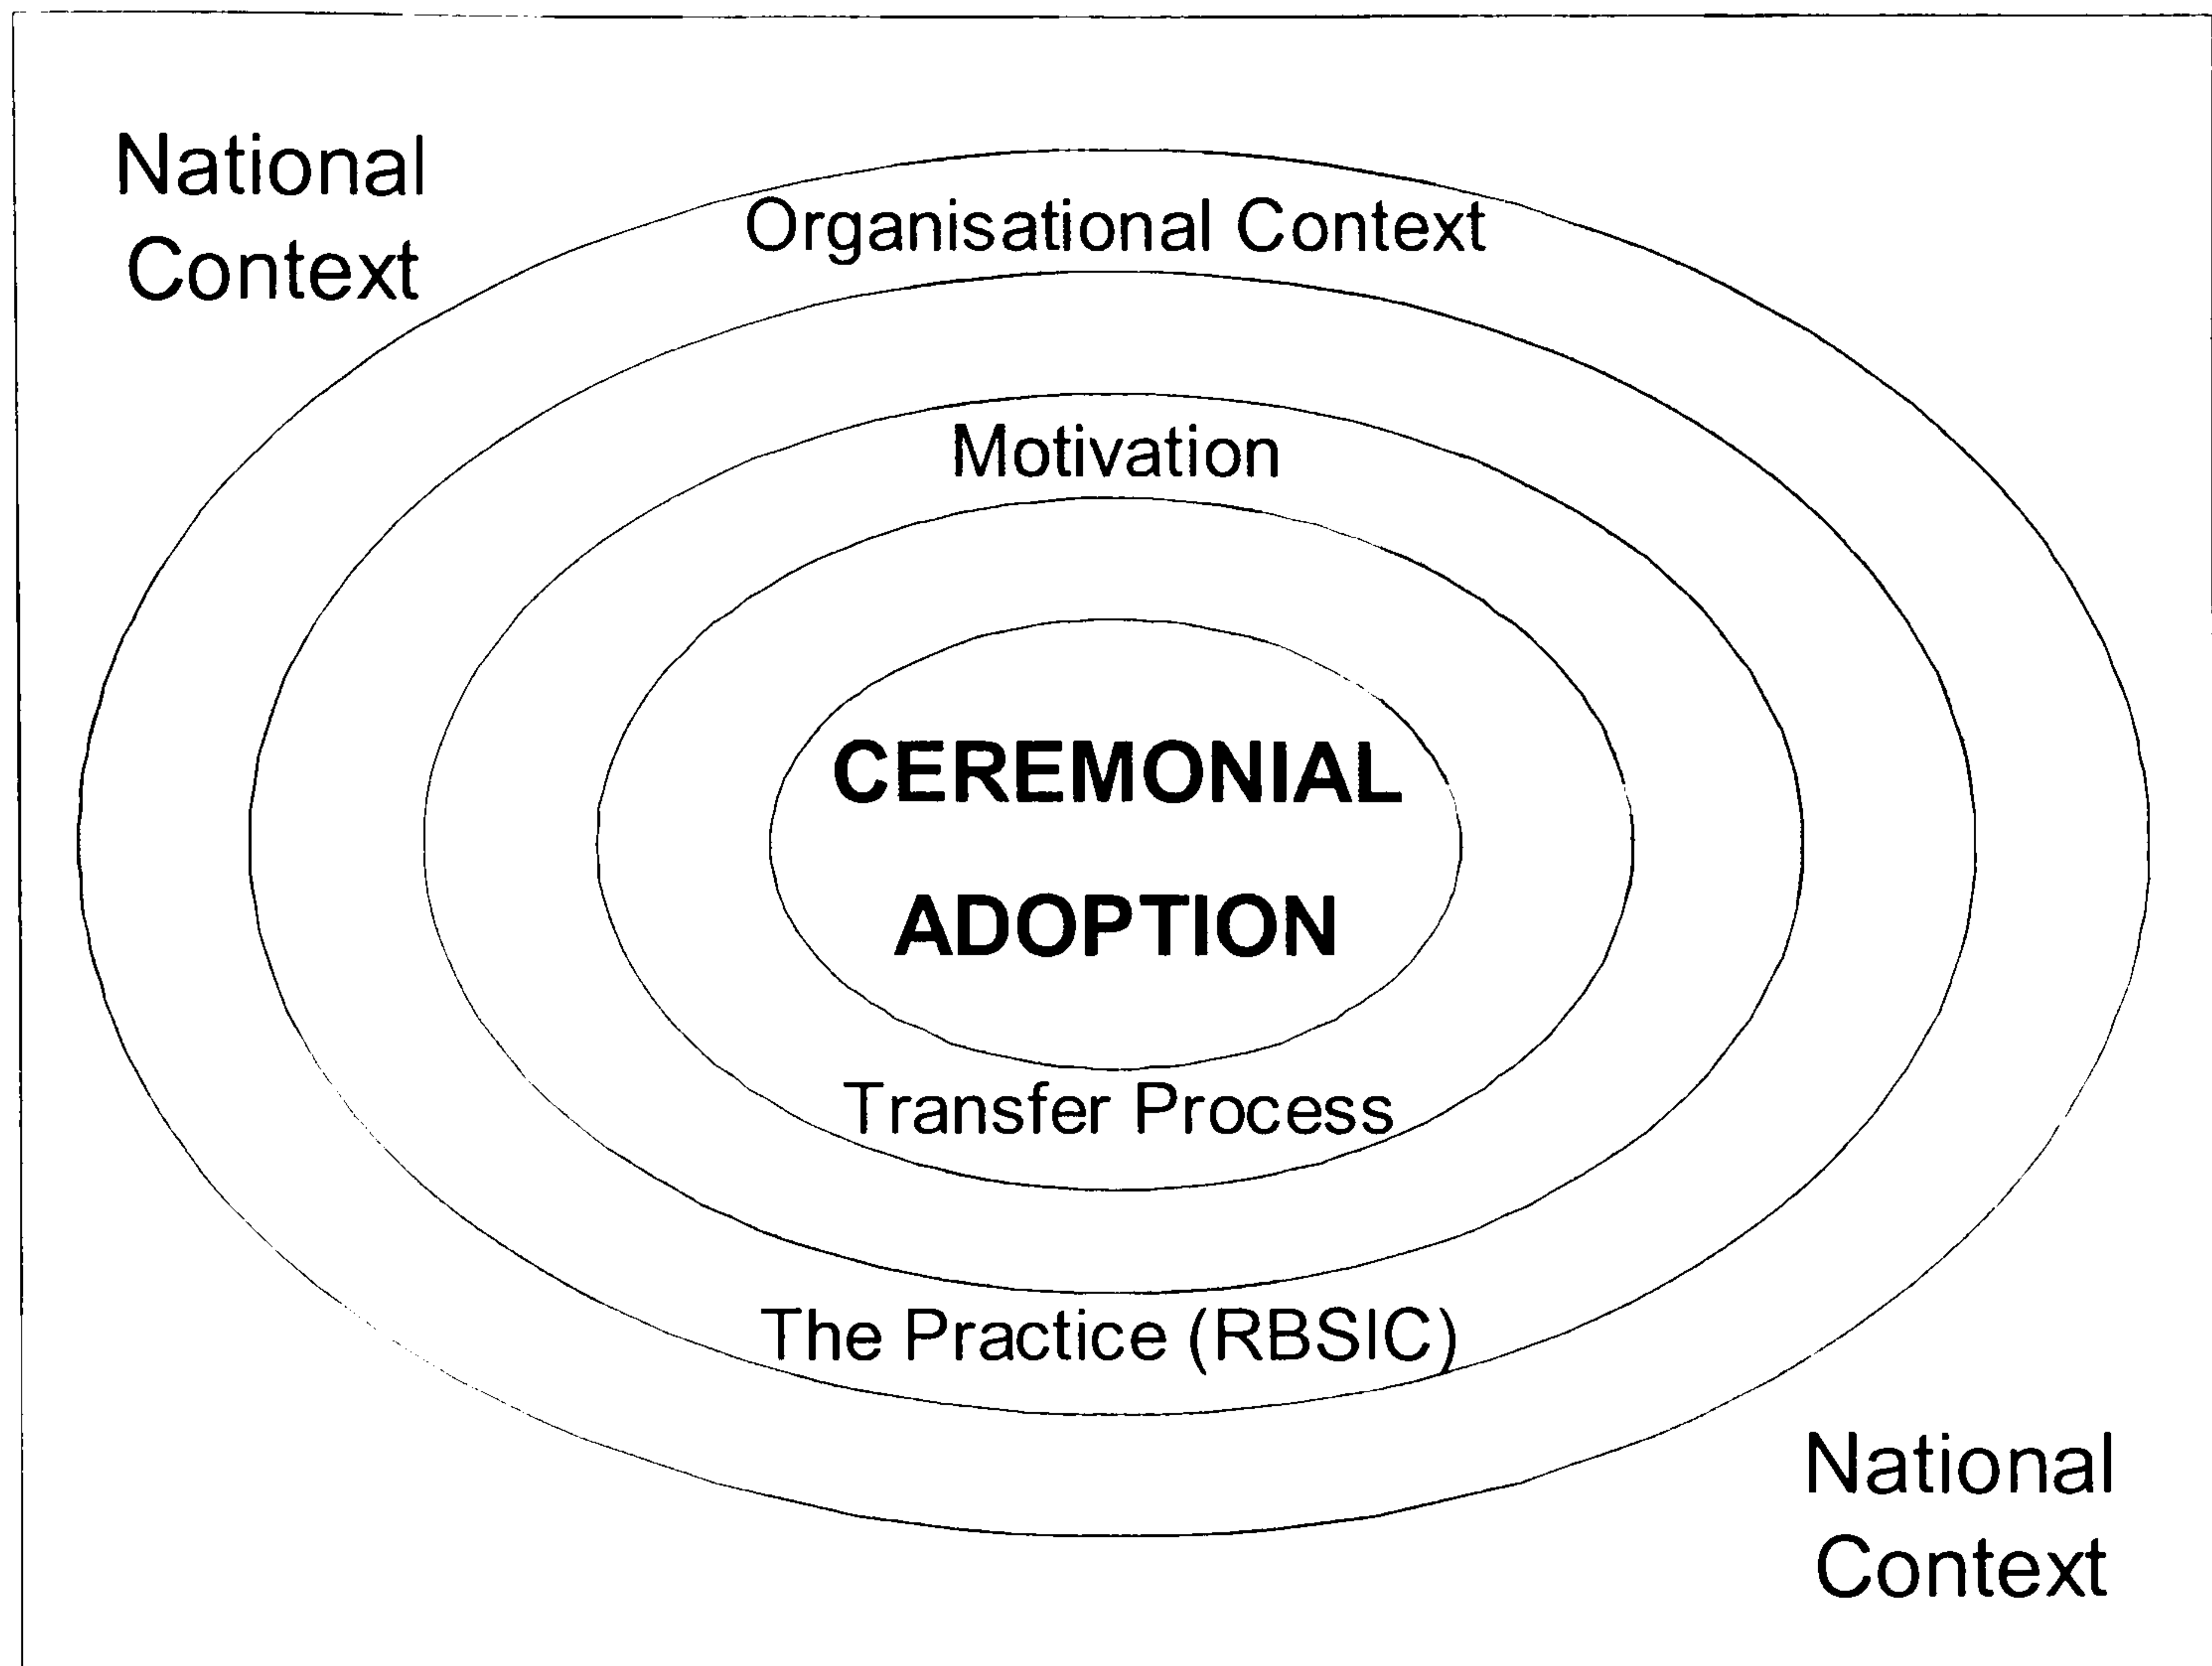 National
Context
Organisational Context
Motivation
CEREMONIAL
ADOPTION
Transfer Process
The Practice (RBSIC)
National
Context